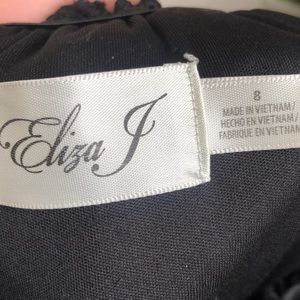 Eliza J
8
MADE IN VIETNAM/
HECHO EN VIETNAM/
FABRIQUE EN VIETNAM